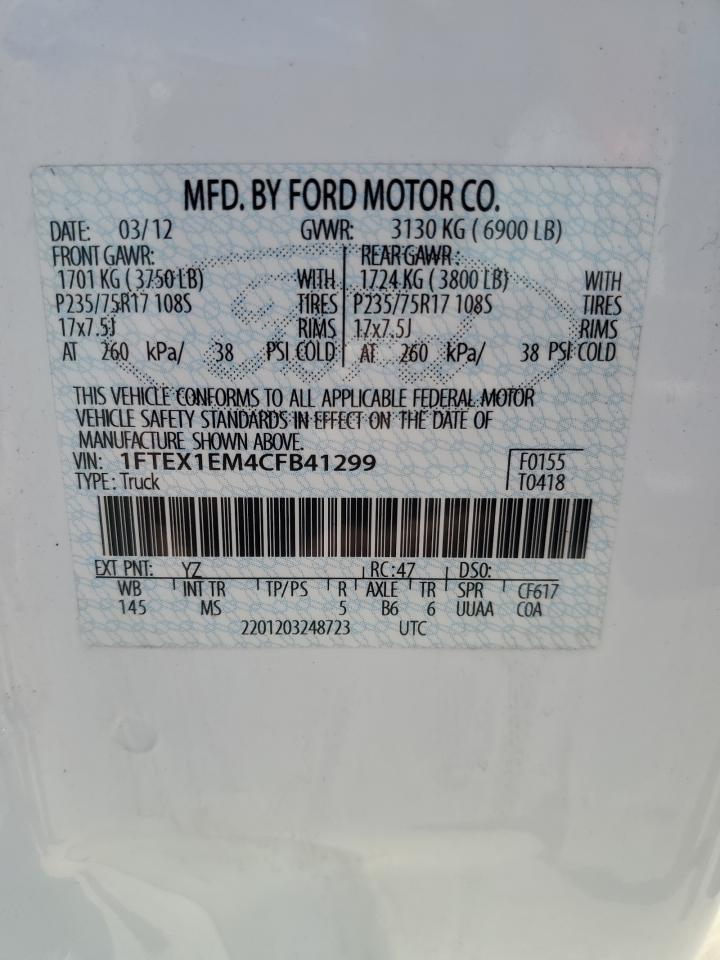 MFD. BY FORD MOTOR CO.
DATE: 03/12 GVWR: 3130 KG ( 6900 LB)
FRONT GAWR: REAR GAWR :
1701 KG ( 3750 LB) WITH 1724 KG ( 3800 LB) WITH
P235/75R17 108S TIRES P235/75R17 108S TIRES
17x7.5J RIMS 17x7.5J RIMS
AT 260 kPa/ 38 PSI COLD AT 260 kPa/ 38 PSI COLD
THIS VEHICLE CONFORMS TO ALL APPLICABLE FEDERAL MOTOR
VEHICLE SAFETY STANDARDS IN EFFECT ON THE DATE OF
MANUFACTURE SHOWN ABOVE.
VIN: 1FTEX1EM4CFB41299 F0155
TYPE: Truck T0418
EXT PNT: YZ RC: 47 DSO:
WB INT TR TP/PS R AXLE TR SPR CF617
145 MS 5 B6 6 UUAA COA
2201203248723 UTC